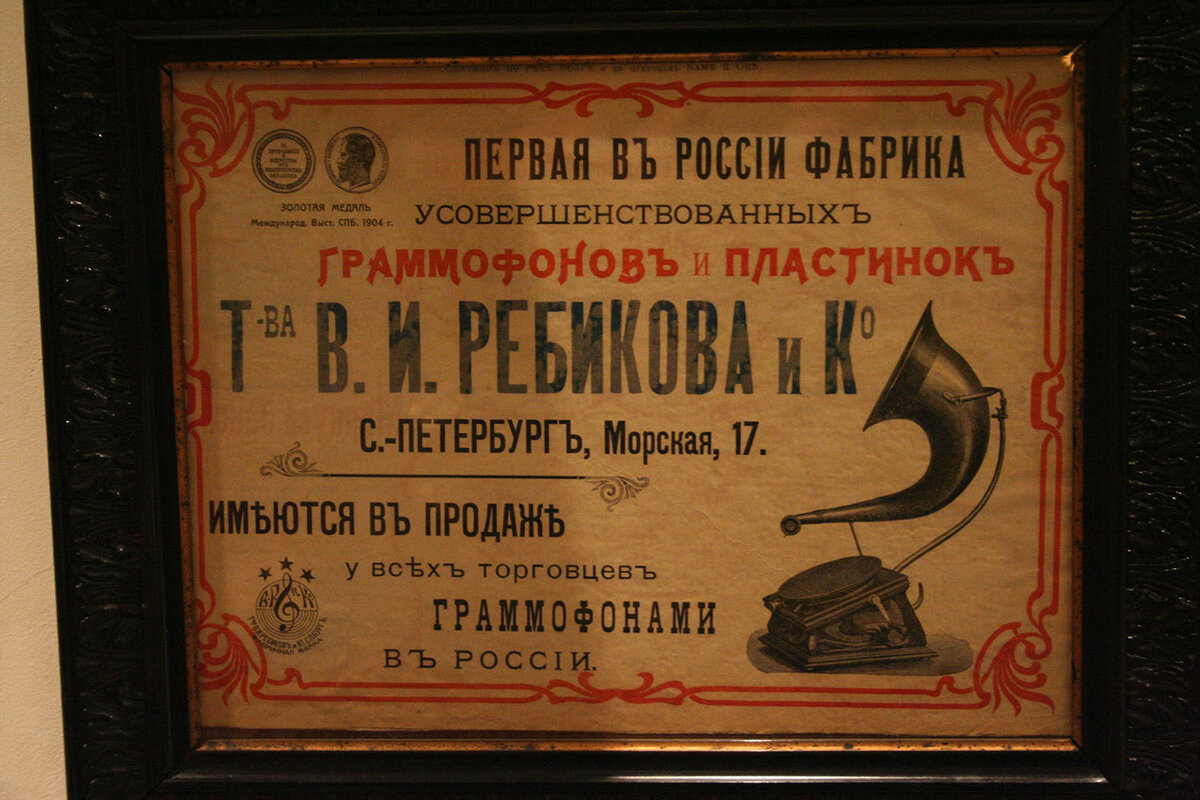 ПЕРВАЯ ВЪ РОССIИ ФАБРИКА
ЗОЛОТАЯ МЕДАЛЬ
Международ. Выст. СПБ. 1904 г.
УСОВЕРШЕНСТВОВАННЫХЪ
ГРАММОФОНОВЪ и ПЛАСТИНОКЪ
Т-ВА В. И. РЕБИКОВА и Кº
С.-ПЕТЕРБУРГЪ, Морская, 17.
ИМѢЮТСЯ ВЪ ПРОДАЖѢ
у всѣхъ торговцевъ
ГРАММОФОНАМИ
ВЪ РОССIИ.